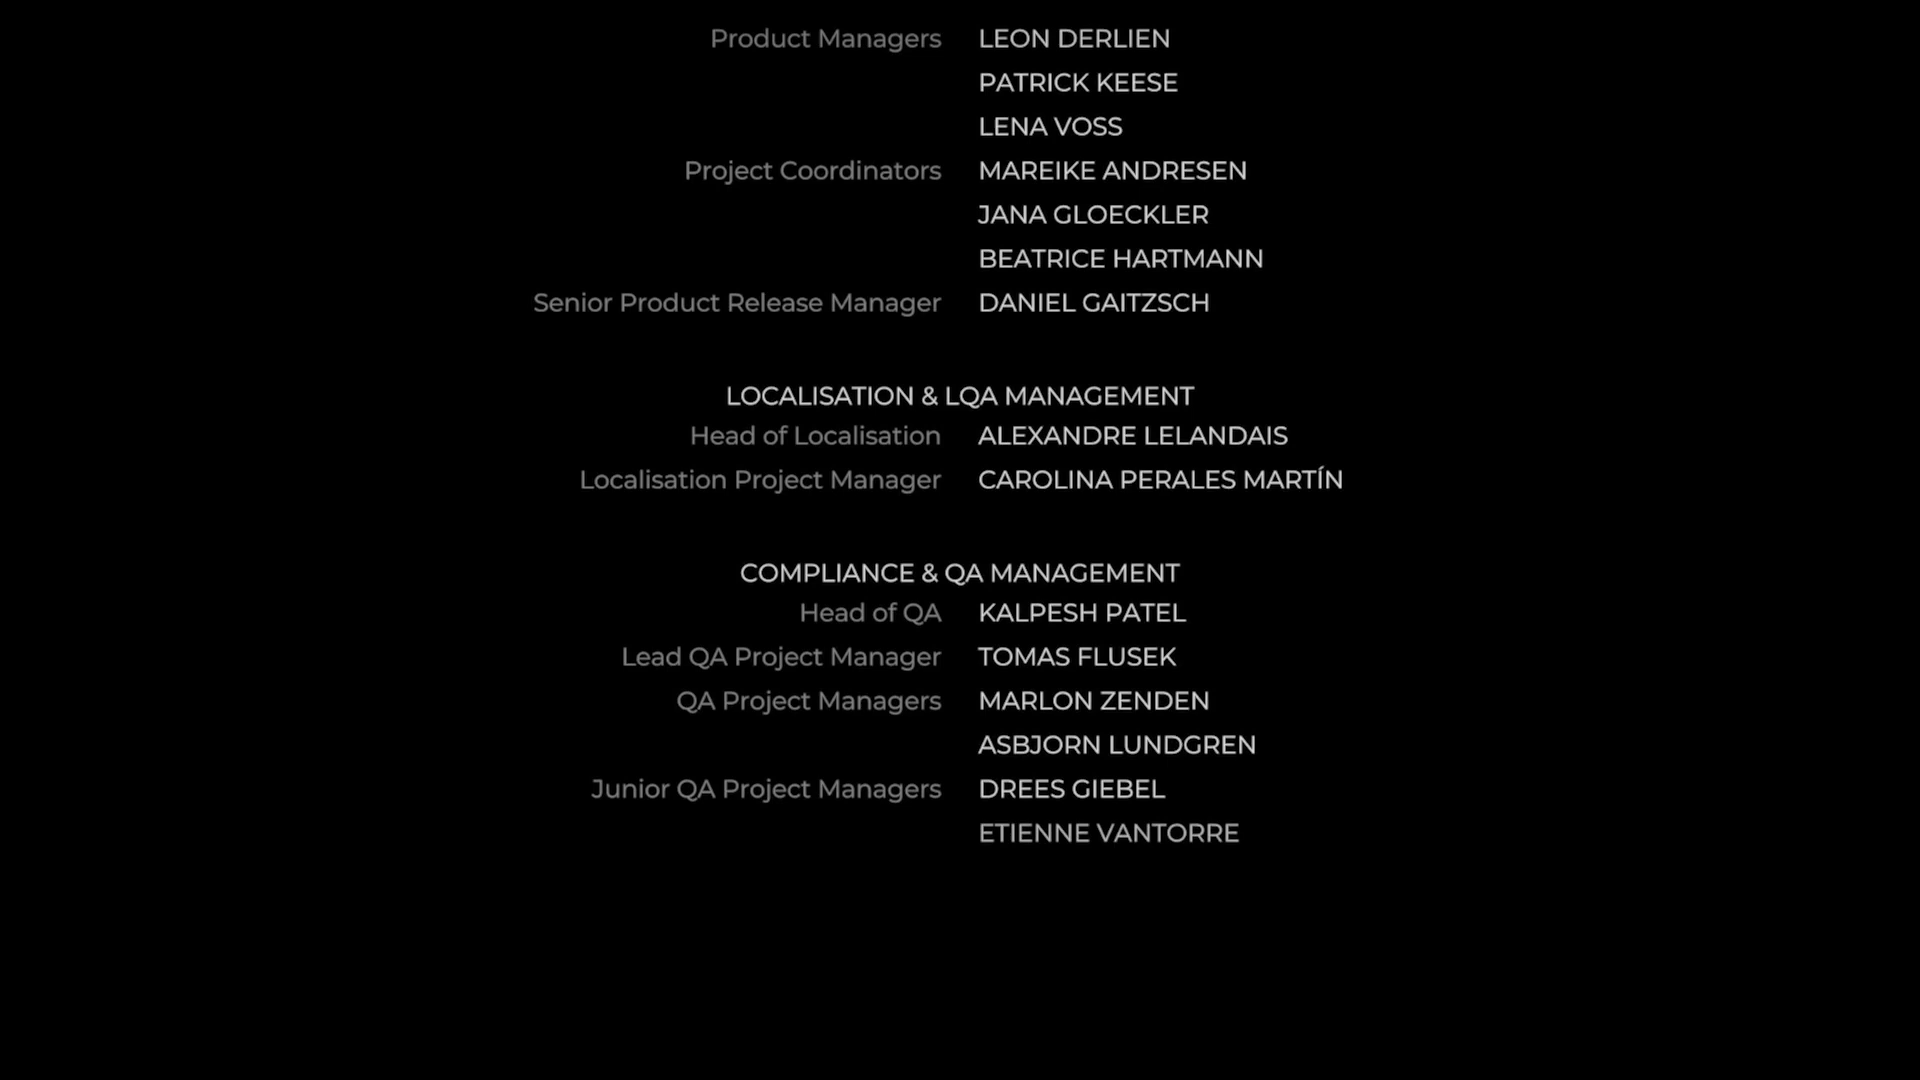 Product Managers LEON DERLIEN
PATRICK KEESE
LENA VOSS
Project Coordinators MAREIKE ANDRESEN
JANA GLOECKLER
BEATRICE HARTMANN
Senior Product Release Manager DANIEL GAITZSCH
LOCALISATION & LQA MANAGEMENT
Head of Localisation ALEXANDRE LELANDAIS
Localisation Project Manager CAROLINA PERALES MARTÍN
COMPLIANCE & QA MANAGEMENT
Head of QA KALPESH PATEL
Lead QA Project Manager TOMAS FLUSEK
QA Project Managers MARLON ZENDEN
ASBJORN LUNDGREN
Junior QA Project Managers DREES GIEBEL
ETIENNE VANTORRE